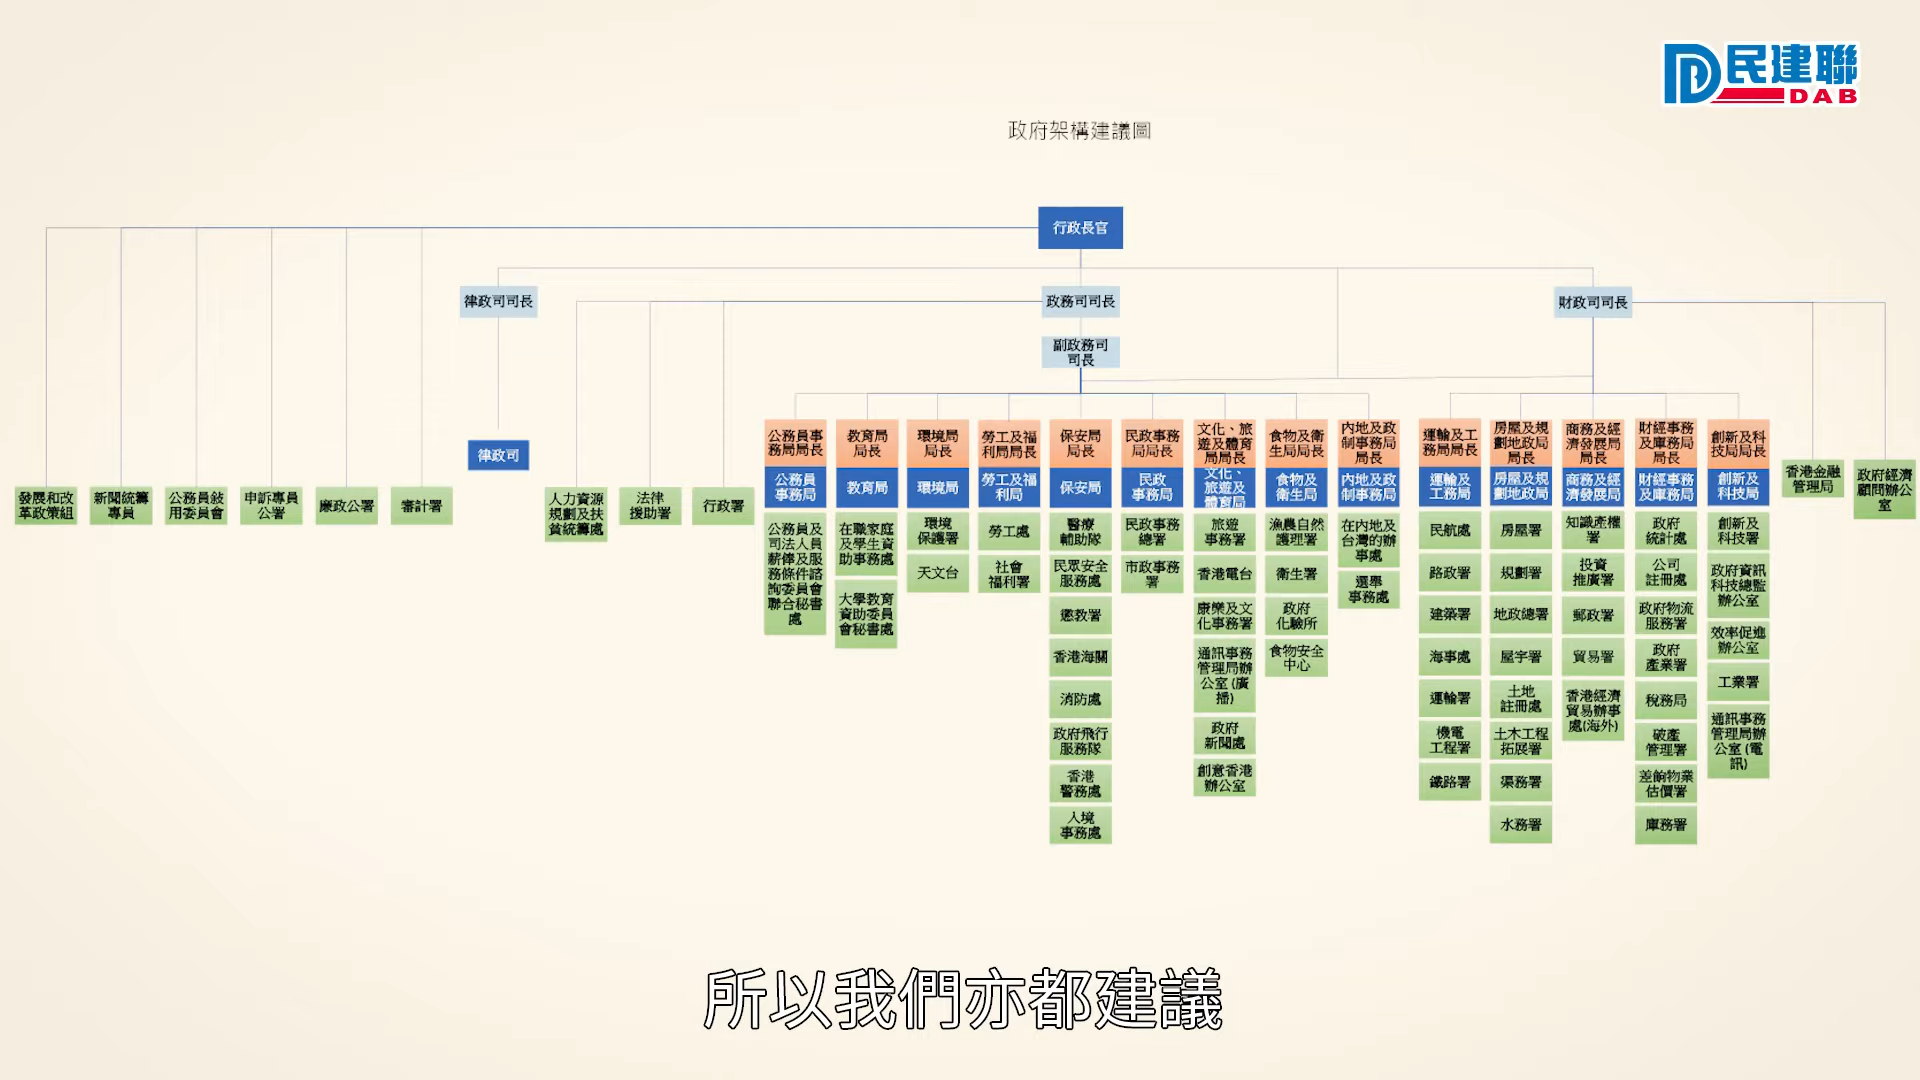 民建聯
DAB
政府架構建議圖
行政長官
律政司司長
政務司司長
財政司司長
副政務司
司長
公務員事
務局局長
教育局
局長
環境局
局長
勞工及福
利局局長
保安局
局長
民政事務
局局長
文化、旅
遊及體育
局局長
食物及衞
生局局長
內地及政
制事務局
局長
運輸及工
務局局長
房屋及規
劃地政局
局長
商務及經
濟發展局
局長
財經事務
及庫務局
局長
創新及科
技局局長
律政司
公務員
事務局
教育局
環境局
勞工及福
利局
保安局
民政
事務局
文化、
旅遊及
體育局
食物及
衞生局
內地及政
制事務局
運輸及
工務局
房屋及規
劃地政局
商務及經
濟發展局
財經事務
及庫務局
創新及
科技局
香港金融
管理局
政府經濟
顧問辦公
室
發展和改
革政策組
新聞統籌
專員
公務員敍
用委員會
申訴專員
公署
廉政公署
審計署
人力資源
規劃及扶
貧統籌處
法律
援助署
行政署
公務員及
司法人員
薪俸及服
務條件諮
詢委員會
聯合秘書
處
在職家庭
及學生資
助事務處
大學教育
資助委員
會秘書處
環境
保護署
天文台
勞工處
社會
福利署
醫療
輔助隊
民眾安全
服務處
懲教署
香港海關
消防處
政府飛行
服務隊
香港
警務處
入境
事務處
民政事務
總署
市政事務
署
旅遊
事務署
香港電台
康樂及文
化事務署
通訊事務
管理局辦
公室 (廣
播)
政府
新聞處
創意香港
辦公室
漁農自然
護理署
衞生署
政府
化驗所
食物安全
中心
在內地及
台灣的辦
事處
選舉
事務處
民航處
路政署
建築署
海事處
運輸署
機電
工程署
鐵路署
房屋署
規劃署
地政總署
屋宇署
土地
註冊處
土木工程
拓展署
渠務署
水務署
知識產權
署
投資
推廣署
郵政署
貿易署
香港經濟
貿易辦事
處(海外)
政府
統計處
公司
註冊處
政府物流
服務署
政府
產業署
稅務局
破產
管理署
差餉物業
估價署
庫務署
創新及
科技署
政府資訊
科技總監
辦公室
效率促進
辦公室
工業署
通訊事務
管理局辦
公室 (電
訊)
所以我們亦都建議